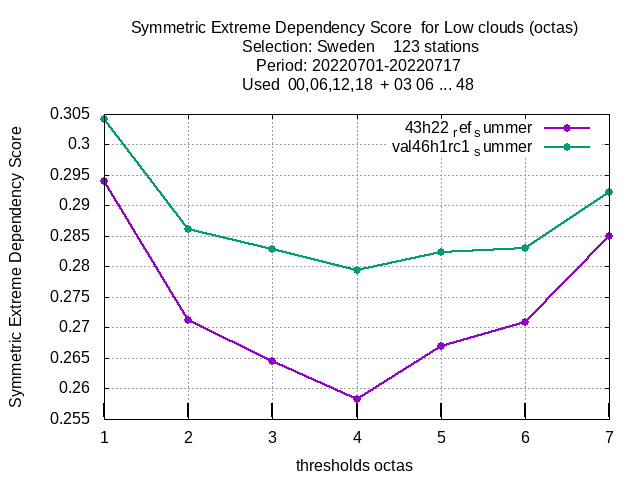 Symmetric Extreme Dependency Score for Low clouds (octas)
Selection: Sweden 123 stations
Period: 20220701-20220717
Used 00,06,12,18 + 03 06 ... 48
43h22 ref summer
val46h1rc1 summer
Symmetric Extreme Dependency Score
0.305
0.3
0.295
0.29
0.285
0.28
0.275
0.27
0.265
0.26
0.255
1 2 3 4 5 6 7
thresholds octas